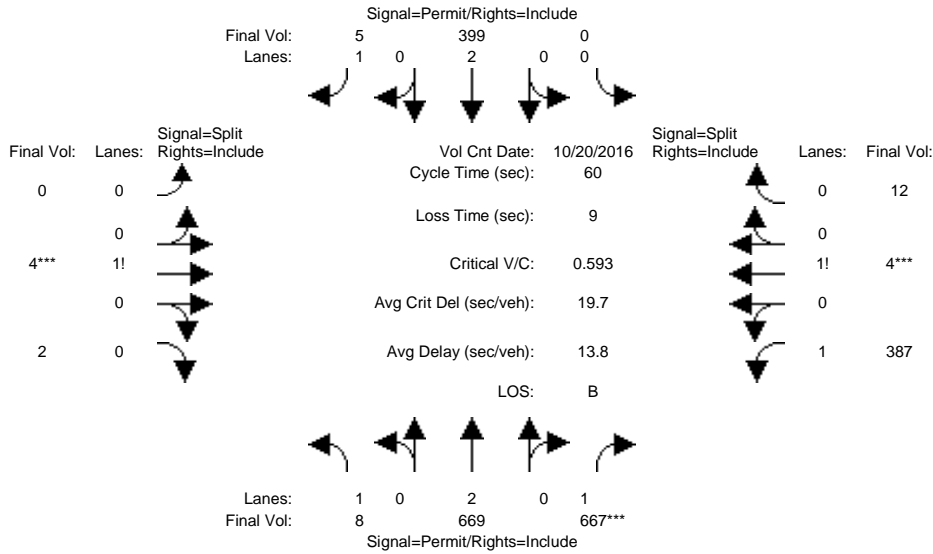 Signal=Permit/Rights=Include
Final Vol: 5 399 0
Lanes: 1 0 2 0 0
Signal=Split Signal=Split
Final Vol: Lanes: Rights=Include Vol Cnt Date: 10/20/2016 Rights=Include Lanes: Final Vol:
Cycle Time (sec): 60
0 0 0 12
Loss Time (sec): 9
0 0
4*** 1! Critical V/C: 0.593 1! 4***
0 Avg Crit Del (sec/veh): 19.7 0
2 0 Avg Delay (sec/veh): 13.8 1 387
LOS: B
Lanes: 1 0 2 0 1
Final Vol: 8 669 667***
Signal=Permit/Rights=Include